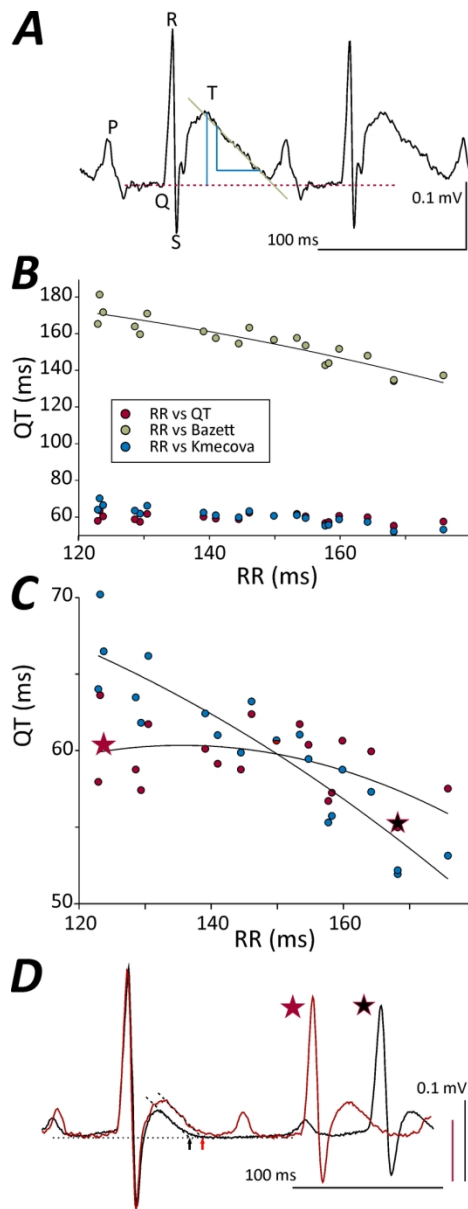 A
R
P
T
Q
S
0.1 mV
100 ms
B
180
160
140
120
100
80
60
QT (ms)
RR vs QT
RR vs Bazett
RR vs Kmecova
120
140
160
RR (ms)
C
70
60
50
QT (ms)
120
140
160
RR (ms)
D
0.1 mV
100 ms